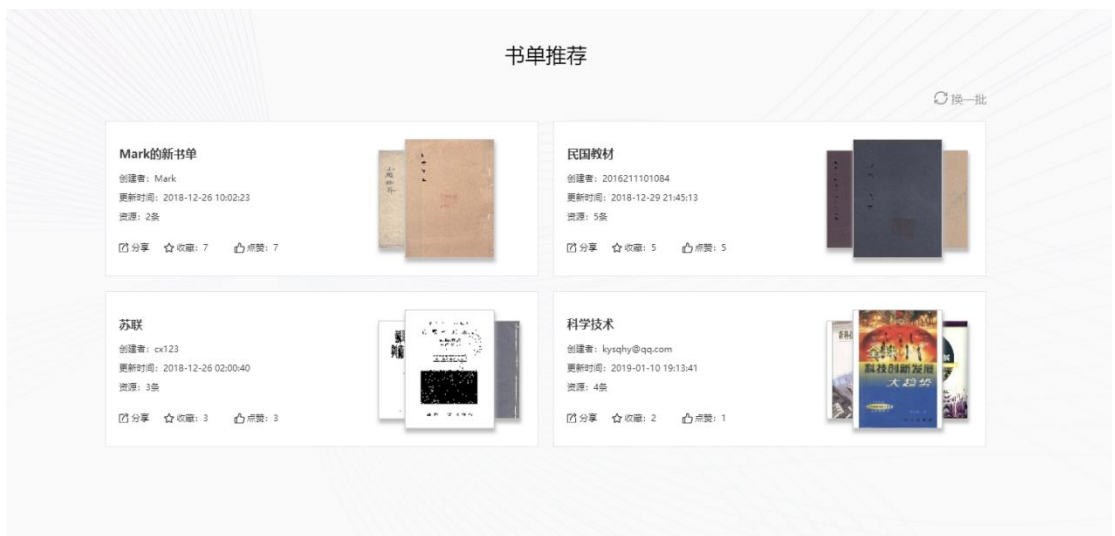 书单推荐
换一批
Mark的新书单
创建者：Mark
更新时间：2018-12-26 10:02:23
资源：2条
分享 收藏：7 点赞：7
民国教材
创建者：2016211101084
更新时间：2018-12-29 21:45:13
资源：5条
分享 收藏：5 点赞：5
苏联
创建者：cx123
更新时间：2018-12-26 02:00:40
资源：3条
分享 收藏：3 点赞：3
科学技术
创建者：kysqhy@qq.com
更新时间：2019-01-10 19:13:41
资源：4条
分享 收藏：2 点赞：1
全球
科技创新发展
大趋势